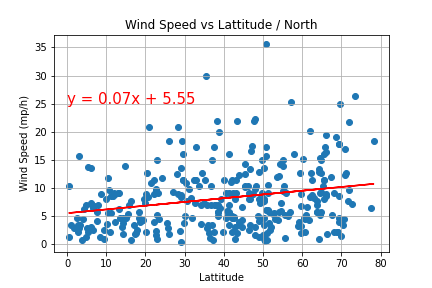 Wind Speed vs Lattitude / North
35
30
25
20
15
10
5
0
Wind Speed (mp/h)
y = 0.07x + 5.55
0 10 20 30 40 50 60 70 80
Lattitude